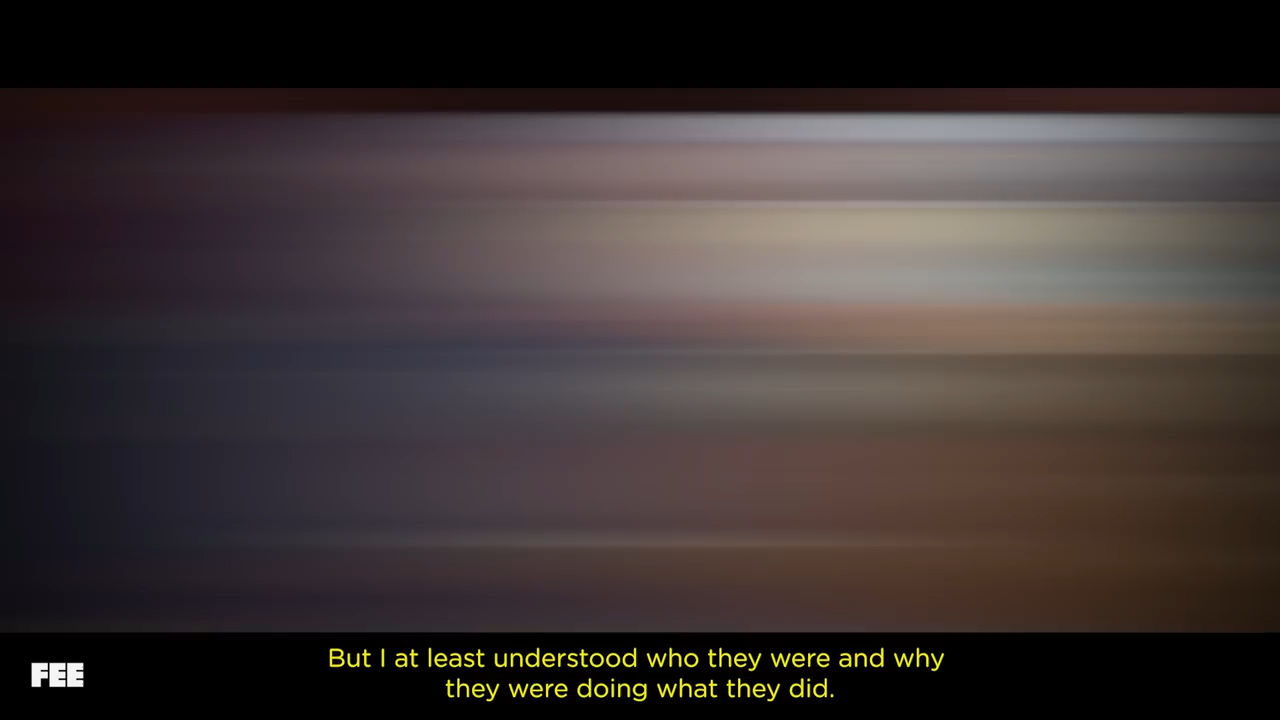 But I at least understood who they were and why
they were doing what they did.
FEE